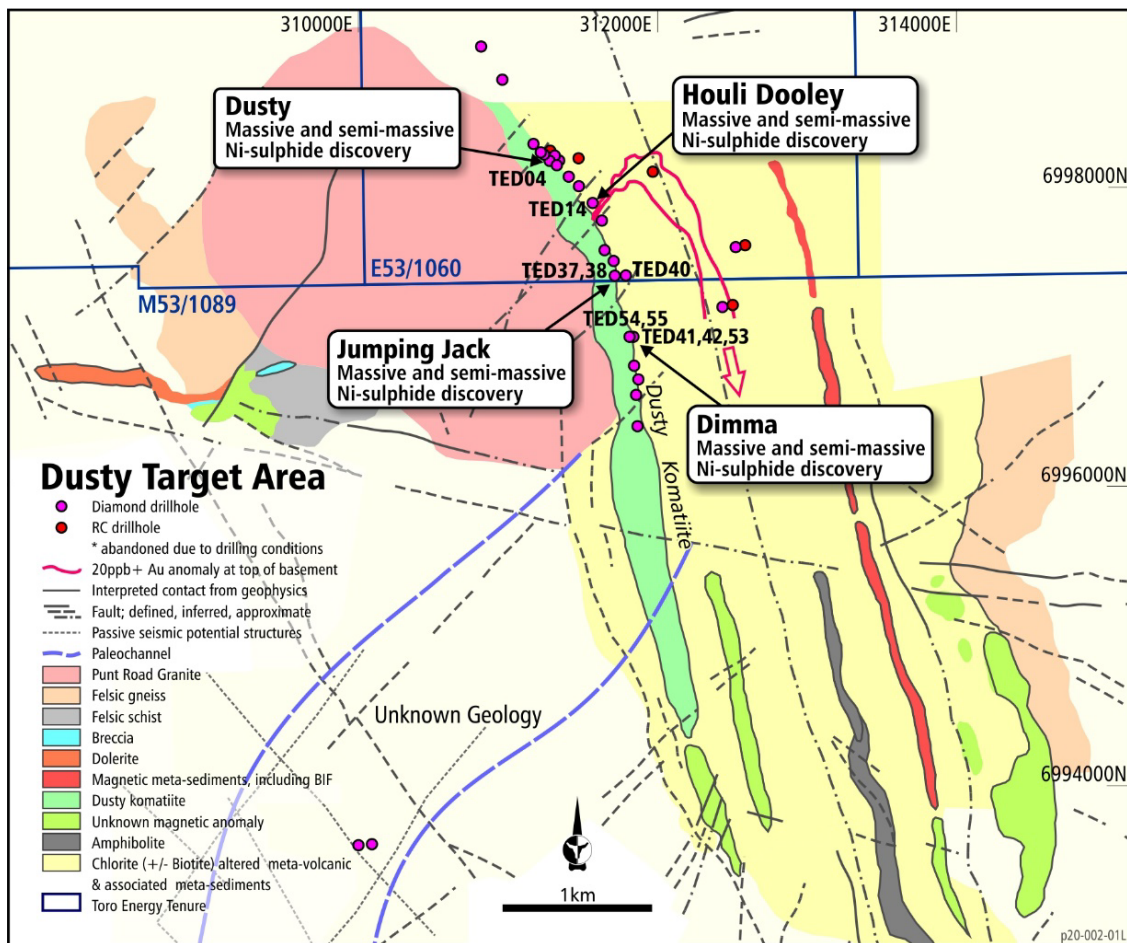 310000E
312000E
314000E
Dusty
Massive and semi-massive
Ni-sulphide discovery
Houli Dooley
Massive and semi-massive
Ni-sulphide discovery
TED04
6998000N
TED14
E53/1060
TED37,38
TED40
M53/1089
TED54,55
TED41,42,53
Jumping Jack
Massive and semi-massive
Ni-sulphide discovery
Dusty Komatiite
Dimma
Massive and semi-massive
Ni-sulphide discovery
6996000N
Dusty Target Area
Diamond drillhole
RC drillhole
* abandoned due to drilling conditions
20ppb+ Au anomaly at top of basement
Interpreted contact from geophysics
Fault; defined, inferred, approximate
Passive seismic potential structures
Paleochannel
Punt Road Granite
Felsic gneiss
Felsic schist
Breccia
Dolerite
Magnetic meta-sediments, including BIF
Dusty komatiite
Unknown magnetic anomaly
Amphibolite
Chlorite (+/- Biotite) altered meta-volcanic
& associated meta-sediments
Toro Energy Tenure
Unknown Geology
6994000N
1km
p20-002-01L